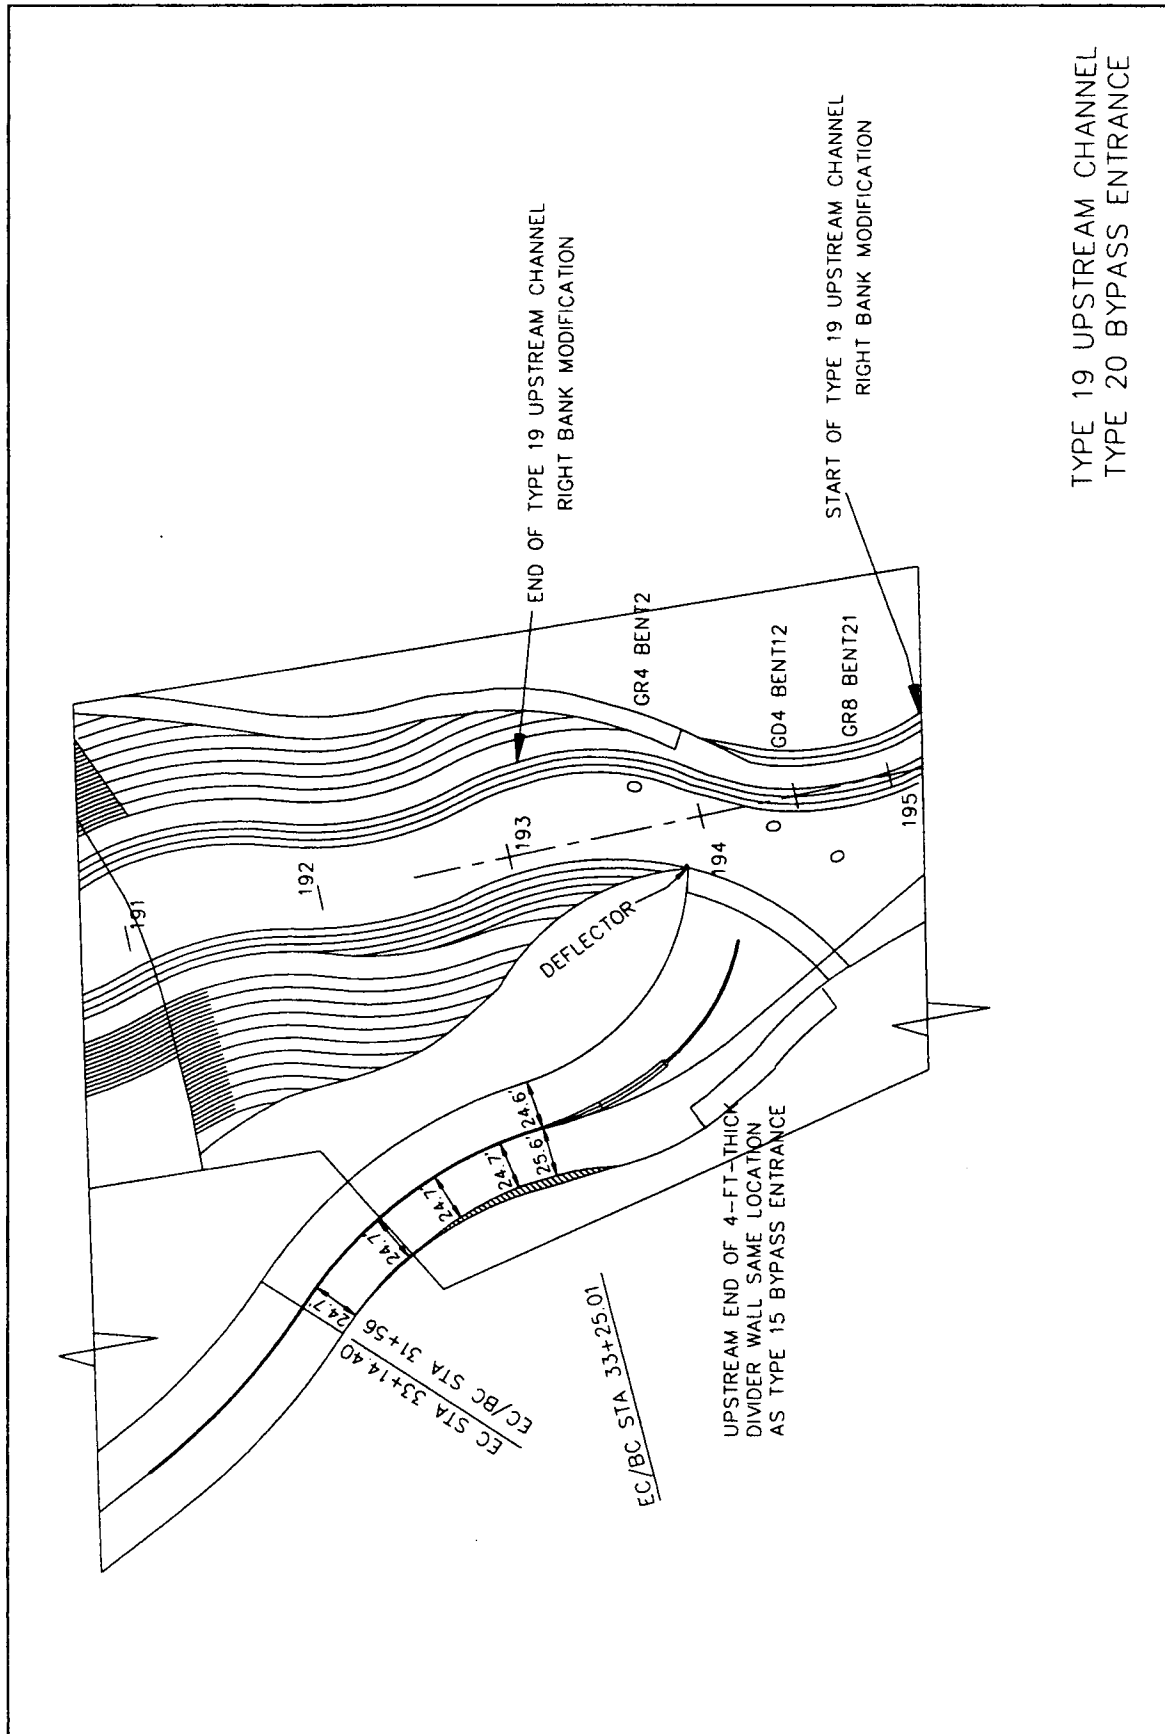 END OF TYPE 19 UPSTREAM CHANNEL
RIGHT BANK MODIFICATION
START OF TYPE 19 UPSTREAM CHANNEL
RIGHT BANK MODIFICATION
GR4 BENT2
GD4 BENT12
GR8 BENT21
191
192
193
194
195
DEFLECTOR
24.6'
25.6'
24.7'
24.7'
24.7'
24.7'
EC STA 33+14.40
EC/BC STA 31+56
EC/BC STA 33+25.01
UPSTREAM END OF 4-FT-THICK
DIVIDER WALL SAME LOCATION
AS TYPE 15 BYPASS ENTRANCE
TYPE 19 UPSTREAM CHANNEL
TYPE 20 BYPASS ENTRANCE